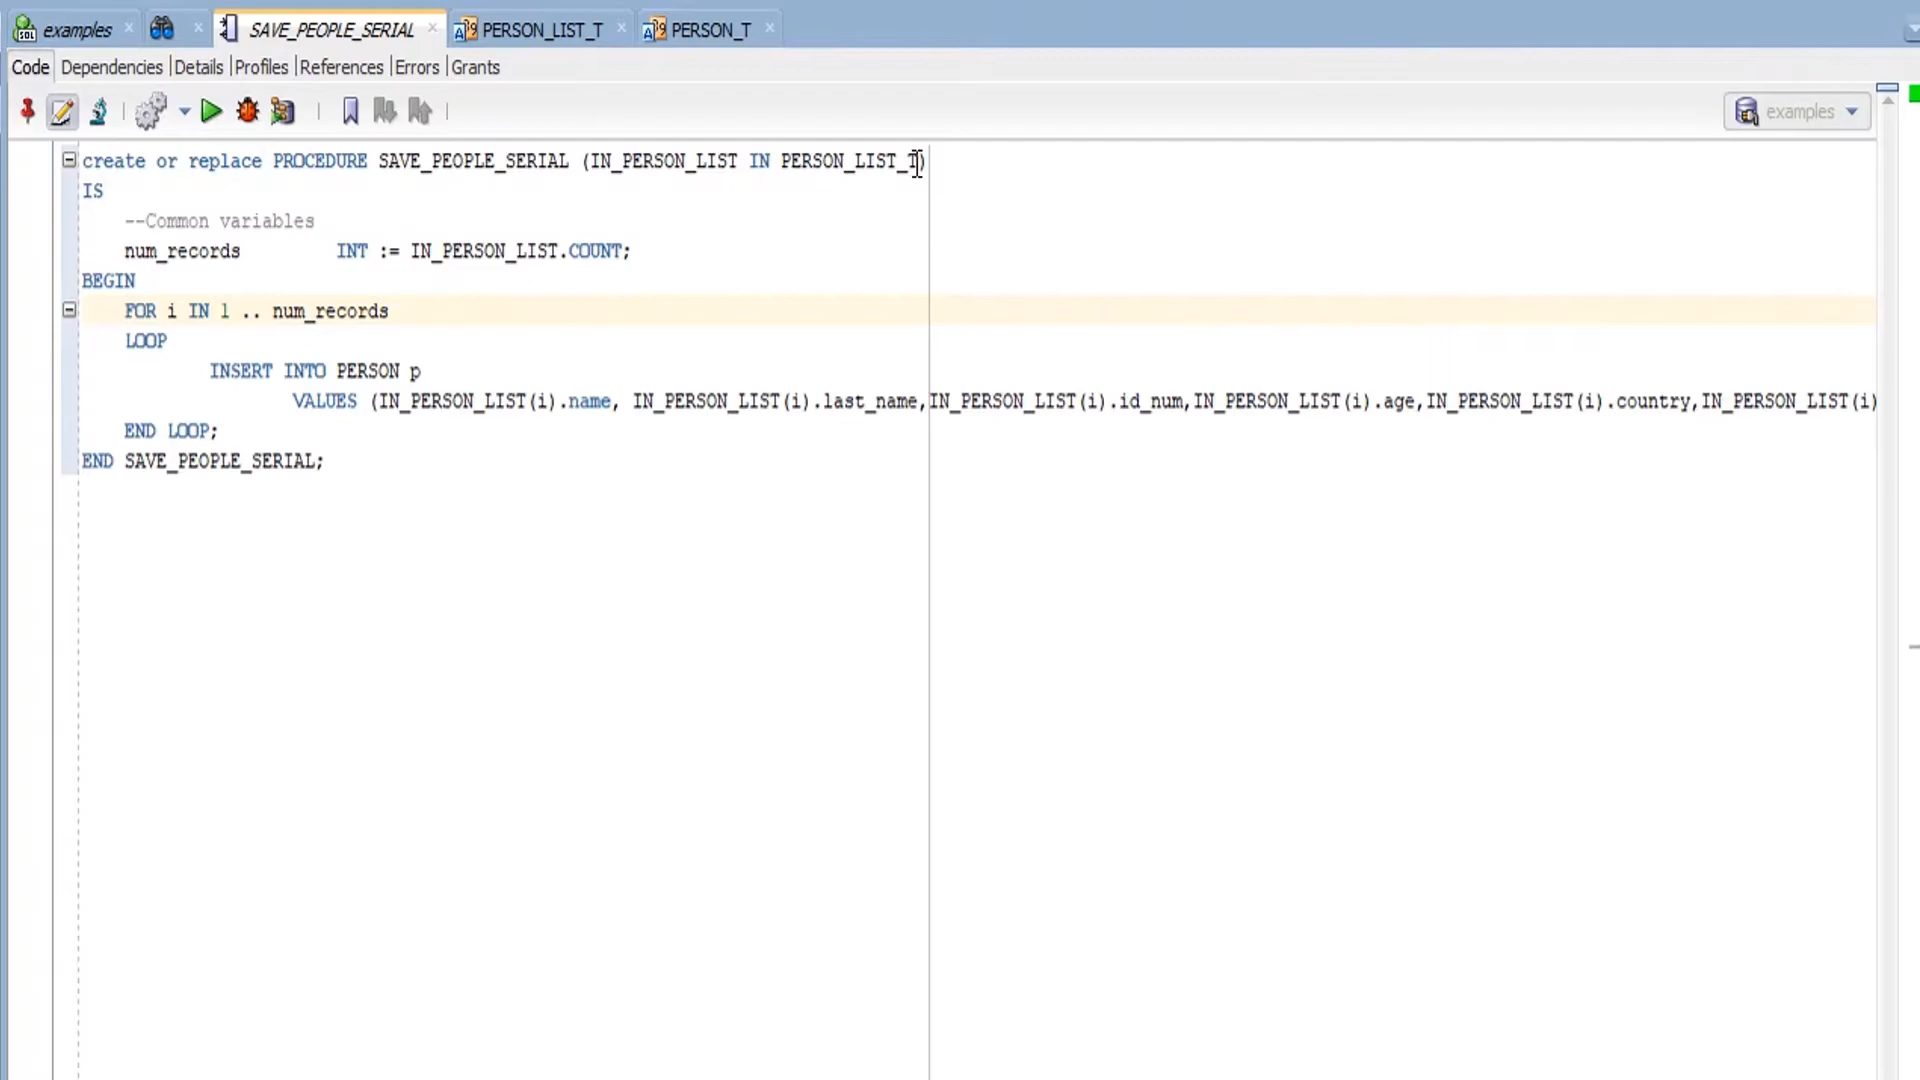 examples SAVE_PEOPLE_SERIAL PERSON_LIST_T PERSON_T
Code Dependencies Details Profiles References Errors Grants
examples
create or replace PROCEDURE SAVE_PEOPLE_SERIAL (IN_PERSON_LIST IN PERSON_LIST_T)
IS
--Common variables
num_records INT := IN_PERSON_LIST.COUNT;
BEGIN
FOR i IN 1 .. num_records
LOOP
INSERT INTO PERSON p
VALUES (IN_PERSON_LIST(i).name, IN_PERSON_LIST(i).last_name,IN_PERSON_LIST(i).id_num,IN_PERSON_LIST(i).age,IN_PERSON_LIST(i).country,IN_PERSON_LIST(i)
END LOOP;
END SAVE_PEOPLE_SERIAL;